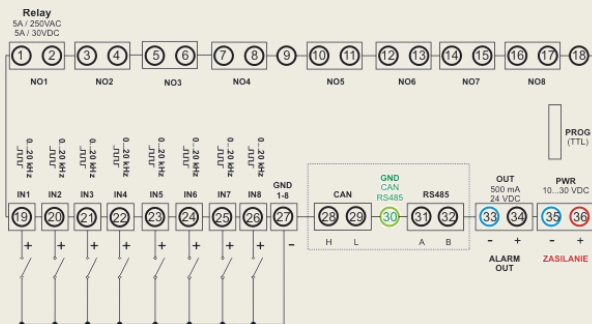 Relay
5A / 250VAC
5A / 30VDC
1 2 3 4 5 6 7 8 9 10 11 12 13 14 15 16 17 18
NO1 NO2 NO3 NO4 NO5 NO6 NO7 NO8
PROG
(TTL)
0...20 kHz 0...20 kHz 0...20 kHz 0...20 kHz 0...20 kHz 0...20 kHz 0...20 kHz 0...20 kHz
IN1 IN2 IN3 IN4 IN5 IN6 IN7 IN8
GND
1-8
CAN
GND
CAN
RS485
RS485
OUT
500 mA
24 VDC
PWR
10...30 VDC
19 20 21 22 23 24 25 26 27 28 29 30 31 32 33 34 35 36
+ + + + + + + + - H L A B - + - +
ALARM
OUT
ZASILANIE